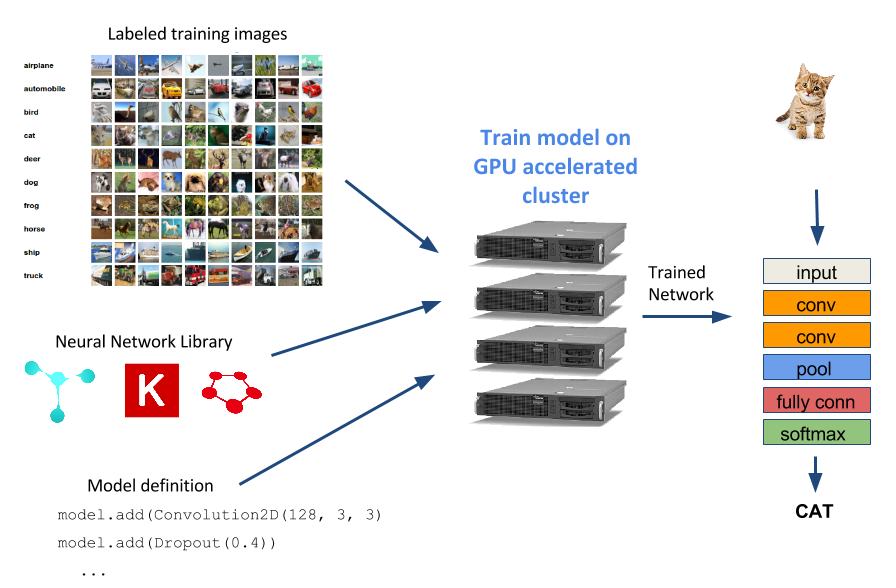 Labeled training images
airplane
automobile
bird
cat
deer
dog
frog
horse
ship
truck
Neural Network Library
K
Model definition
model.add(Convolution2D(128, 3, 3)
model.add(Dropout(0.4))
...
Train model on
GPU accelerated
cluster
Trained
Network
input
conv
conv
pool
fully conn
softmax
CAT